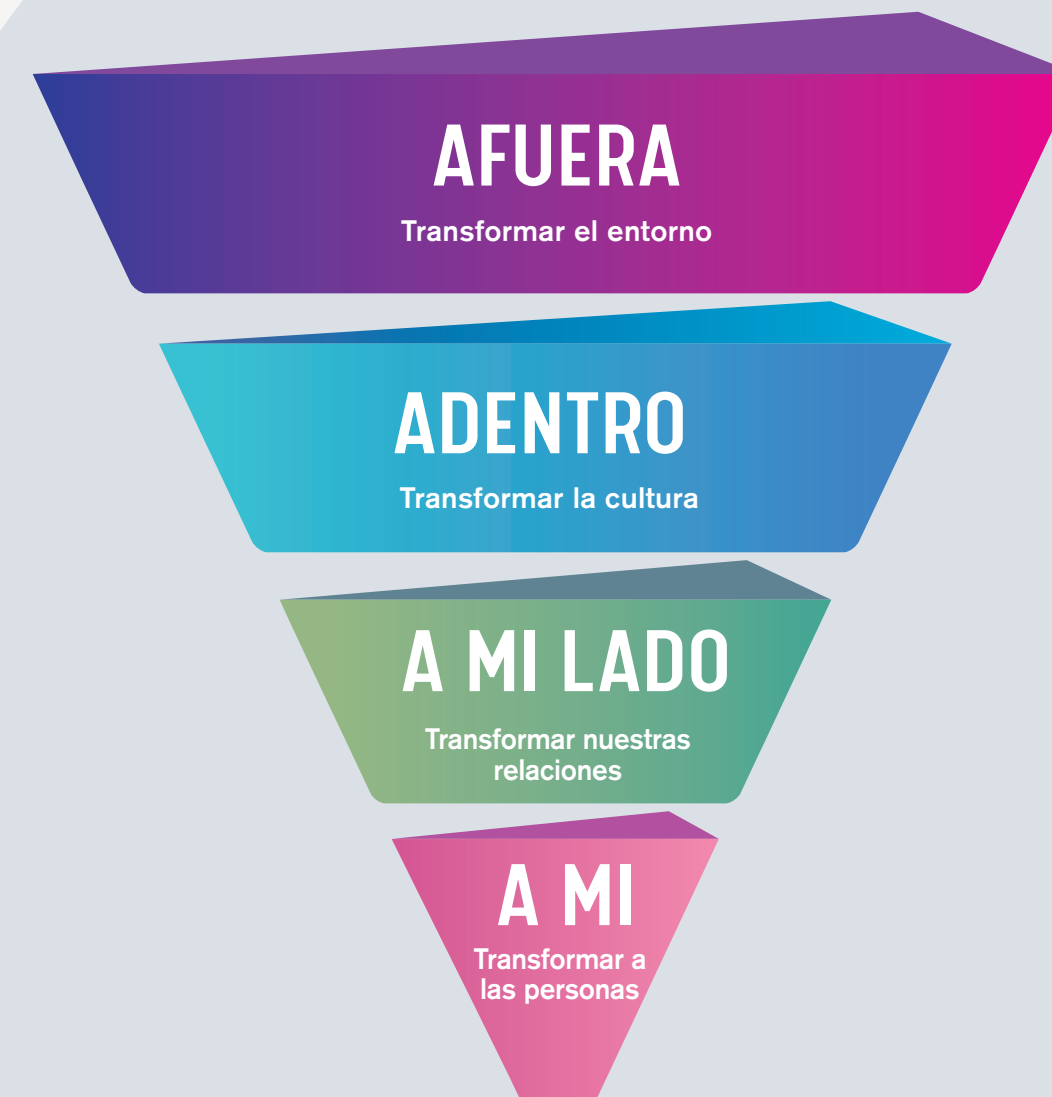 AFUERA
Transformar el entorno
ADENTRO
Transformar la cultura
A MI LADO
Transformar nuestras
relaciones
A MI
Transformar a
las personas